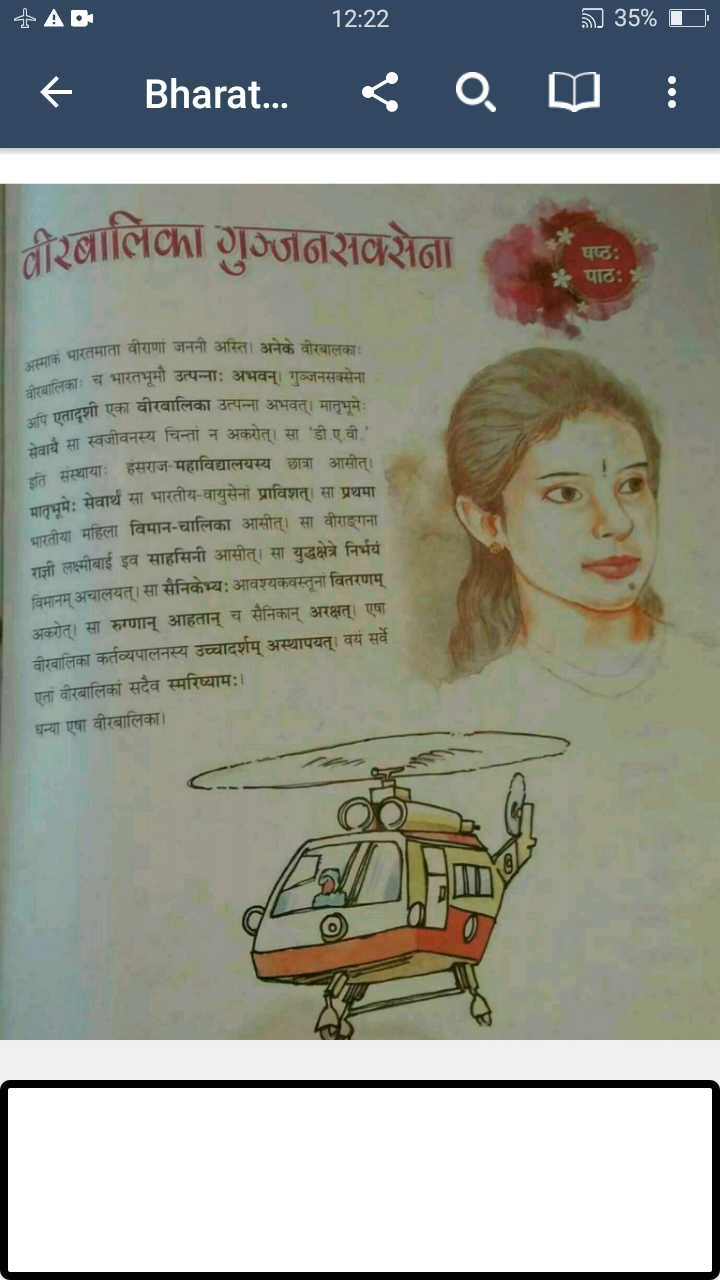 12:22
35%
Bharat...
वीरबालिका गुञ्जनसक्सेना
षष्ठः
पाठः
अस्माकं भारतमाता वीराणां जननी अस्ति। अनेके वीरबालकाः
वीरबालिकाः च भारतभूमौ उत्पन्नाः अभवन्। गुञ्जनसक्सेना
अपि एतादृशी एका वीरबालिका उत्पन्ना अभवत्। मातृभूमेः
सेवायै सा स्वजीवनस्य चिन्तां न अकरोत्। सा 'डी.ए.वी.'
इति संस्थायाः हंसराज-महाविद्यालयस्य छात्रा आसीत्।
मातृभूमेः सेवार्थं सा भारतीय-वायुसेनां प्राविशत्। सा प्रथमा
भारतीया महिला विमान-चालिका आसीत्। सा वीराङ्गना
राज्ञी लक्ष्मीबाई इव साहसिनी आसीत्। सा युद्धक्षेत्रे निर्भयं
विमानम् अचालयत्। सा सैनिकेभ्यः आवश्यकवस्तूनां वितरणम्
अकरोत्। सा रुग्णान् आहतान् च सैनिकान् अरक्षत्। एषा
वीरबालिका कर्तव्यपालनस्य उच्चादर्शम् अस्थापयत्। वयं सर्वे
एतां वीरबालिकां सदैव स्मरिष्यामः।
धन्या एषा वीरबालिका।